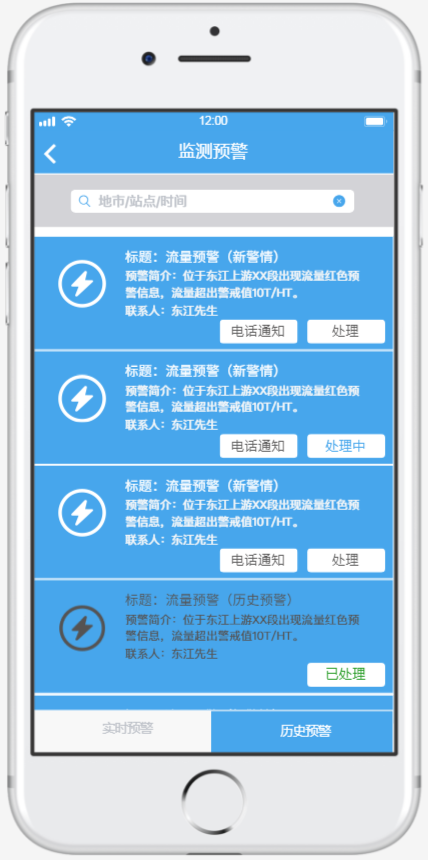 12:00
监测预警
地市/站点/时间
标题：流量预警（新警情）
预警简介：位于东江上游XX段出现流量红色预
警信息，流量超出警戒值10T/HT。
联系人：东江先生
电话通知 处理
标题：流量预警（新警情）
预警简介：位于东江上游XX段出现流量红色预
警信息，流量超出警戒值10T/HT。
联系人：东江先生
电话通知 处理中
标题：流量预警（新警情）
预警简介：位于东江上游XX段出现流量红色预
警信息，流量超出警戒值10T/HT。
联系人：东江先生
电话通知 处理
标题：流量预警（历史预警）
预警简介：位于东江上游XX段出现流量红色预
警信息，流量超出警戒值10T/HT。
联系人：东江先生
已处理
实时预警 历史预警